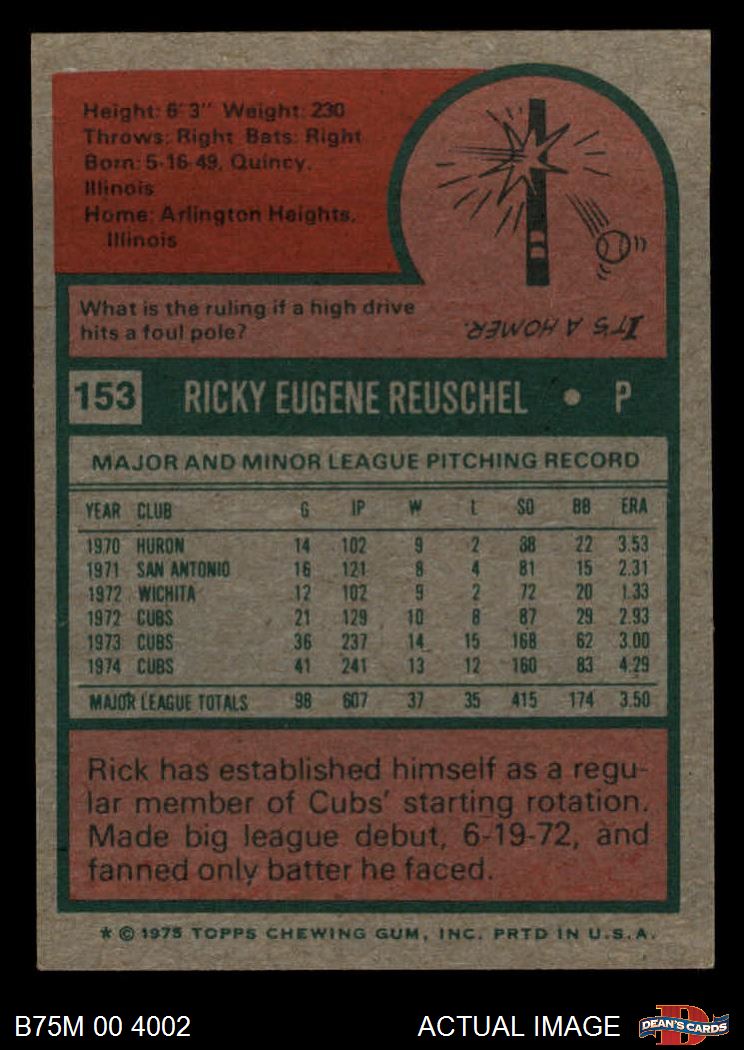 Height: 6' 3" Weight: 230
Throws: Right Bats: Right
Born: 5-16-49, Quincy,
Illinois
Home: Arlington Heights,
Illinois
What is the ruling if a high drive
hits a foul pole?
IT'S A HOMER.
153 RICKY EUGENE REUSCHEL • P
MAJOR AND MINOR LEAGUE PITCHING RECORD
YEAR CLUB G IP W L SO BB ERA
1970 HURON 14 102 9 2 88 22 3.53
1971 SAN ANTONIO 16 121 8 4 81 15 2.31
1972 WICHITA 12 102 9 2 72 20 1.33
1972 CUBS 21 129 10 8 87 29 2.93
1973 CUBS 36 237 14 15 168 62 3.00
1974 CUBS 41 241 13 12 160 83 4.29
MAJOR LEAGUE TOTALS 98 607 37 35 415 174 3.50
Rick has established himself as a regu-
lar member of Cubs' starting rotation.
Made big league debut, 6-19-72, and
fanned only batter he faced.
* © 1975 TOPPS CHEWING GUM, INC. PRTD IN U.S.A.
B75M 00 4002 ACTUAL IMAGE DEAN'S CARDS